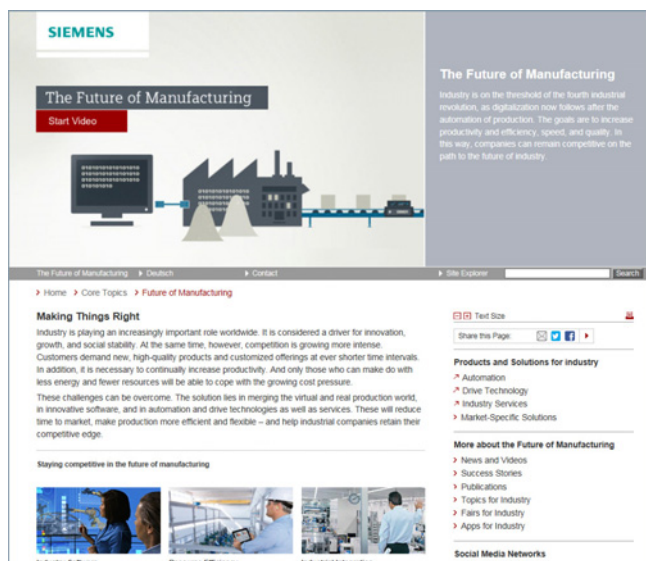 SIEMENS
The Future of Manufacturing
Start Video
The Future of Manufacturing
Industry is on the threshold of the fourth industrial
revolution, as digitalization now follows after the
automation of production. The goals are to increase
productivity and efficiency, speed, and quality. In
this way, companies can remain competitive on the
path to the future of industry.
The Future of Manufacturing Deutsch Contact Site Explorer Search
Home Core Topics Future of Manufacturing
Making Things Right
Industry is playing an increasingly important role worldwide. It is considered a driver for innovation,
growth, and social stability. At the same time, however, competition is growing more intense.
Customers demand new, high-quality products and customized offerings at ever shorter time intervals.
In addition, it is necessary to continually increase productivity. And only those who can make do with
less energy and fewer resources will be able to cope with the growing cost pressure.
These challenges can be overcome. The solution lies in merging the virtual and real production world,
in innovative software, and in automation and drive technologies as well as services. These will reduce
time to market, make production more efficient and flexible – and help industrial companies retain their
competitive edge.
Staying competitive in the future of manufacturing
Text Size
Share this Page:
Products and Solutions for industry
Automation
Drive Technology
Industry Services
Market-Specific Solutions
More about the Future of Manufacturing
News and Videos
Success Stories
Publications
Topics for Industry
Fairs for Industry
Apps for Industry
Social Media Networks